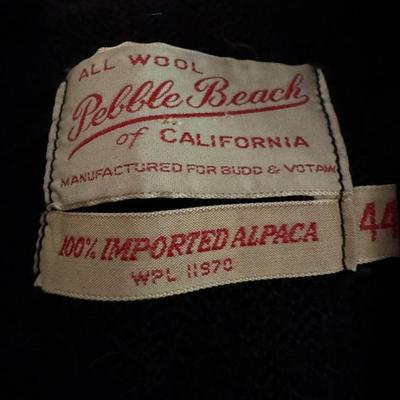 ALL WOOL
Pebble Beach
of CALIFORNIA
MANUFACTURED FOR BUDD & VOTAW
100% IMPORTED ALPACA
WPL 11970
44